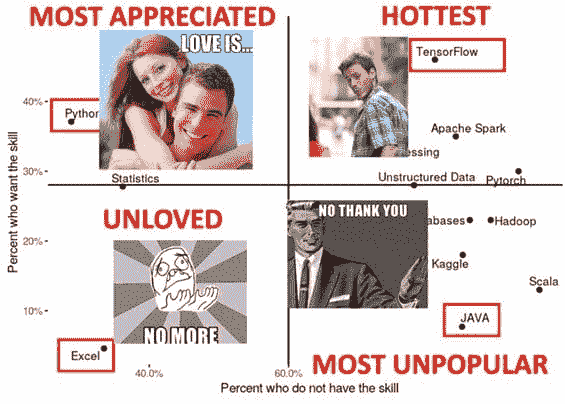 MOST APPRECIATED
HOTTEST
LOVE IS...
TensorFlow
40%
Python
Apache Spark
essing
30%
Statistics
Unstructured Data
Pytorch
Percent who want the skill
UNLOVED
NO THANK YOU
20%
abases
Hadoop
Kaggle
Scala
10%
NO MORE
JAVA
Excel
MOST UNPOPULAR
40.0%
60.0%
Percent who do not have the skill